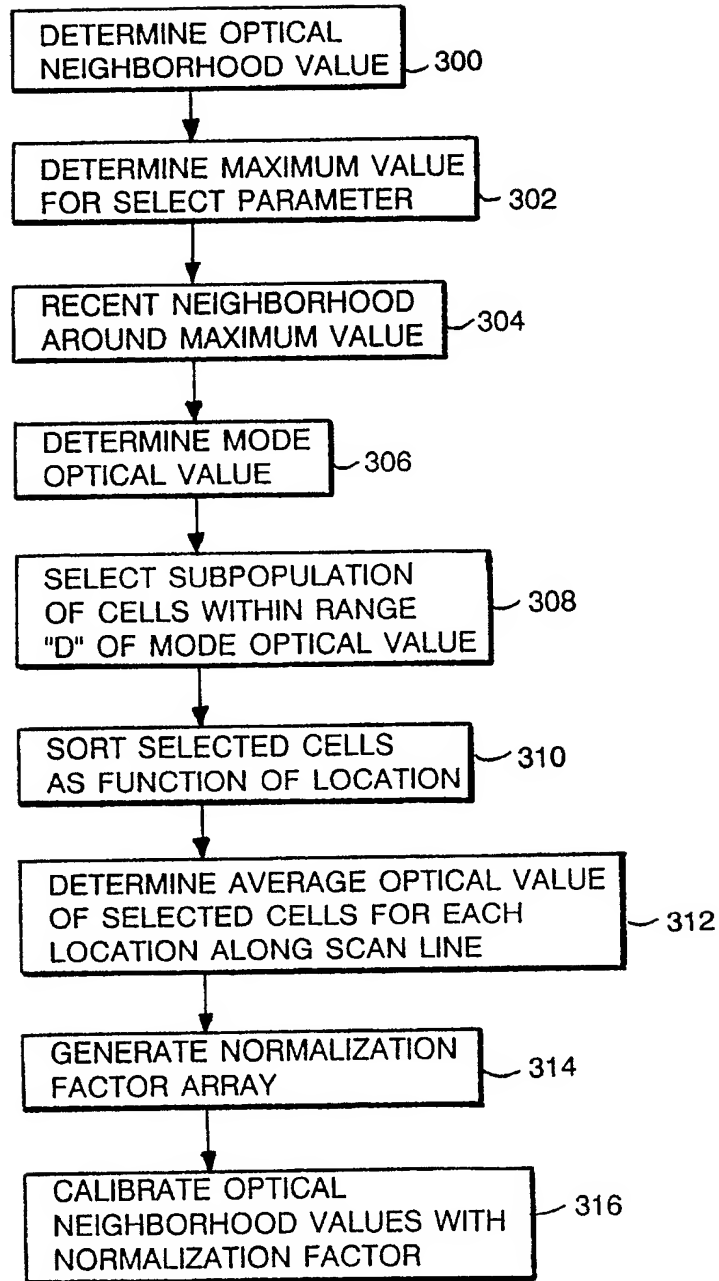 DETERMINE OPTICAL
NEIGHBORHOOD VALUE
300
DETERMINE MAXIMUM VALUE
FOR SELECT PARAMETER
302
RECENT NEIGHBORHOOD
AROUND MAXIMUM VALUE
304
DETERMINE MODE
OPTICAL VALUE
306
SELECT SUBPOPULATION
OF CELLS WITHIN RANGE
"D" OF MODE OPTICAL VALUE
308
SORT SELECTED CELLS
AS FUNCTION OF LOCATION
310
DETERMINE AVERAGE OPTICAL VALUE
OF SELECTED CELLS FOR EACH
LOCATION ALONG SCAN LINE
312
GENERATE NORMALIZATION
FACTOR ARRAY
314
CALIBRATE OPTICAL
NEIGHBORHOOD VALUES WITH
NORMALIZATION FACTOR
316